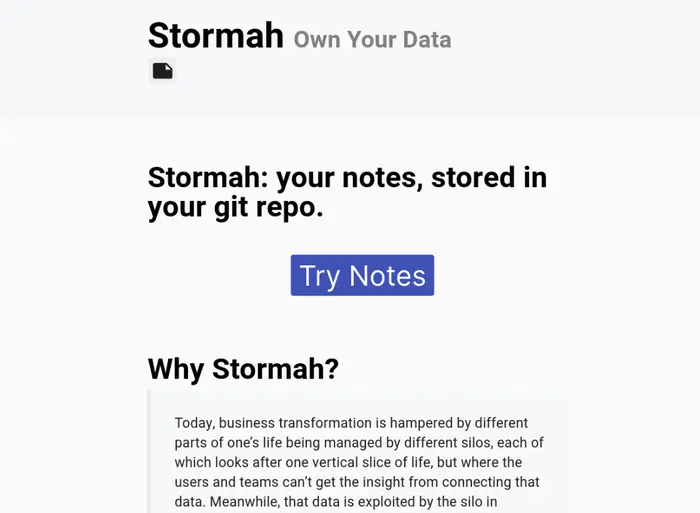 Stormah Own Your Data
Stormah: your notes, stored in
your git repo.
Try Notes
Why Stormah?
Today, business transformation is hampered by different
parts of one’s life being managed by different silos, each of
which looks after one vertical slice of life, but where the
users and teams can’t get the insight from connecting that
data. Meanwhile, that data is exploited by the silo in